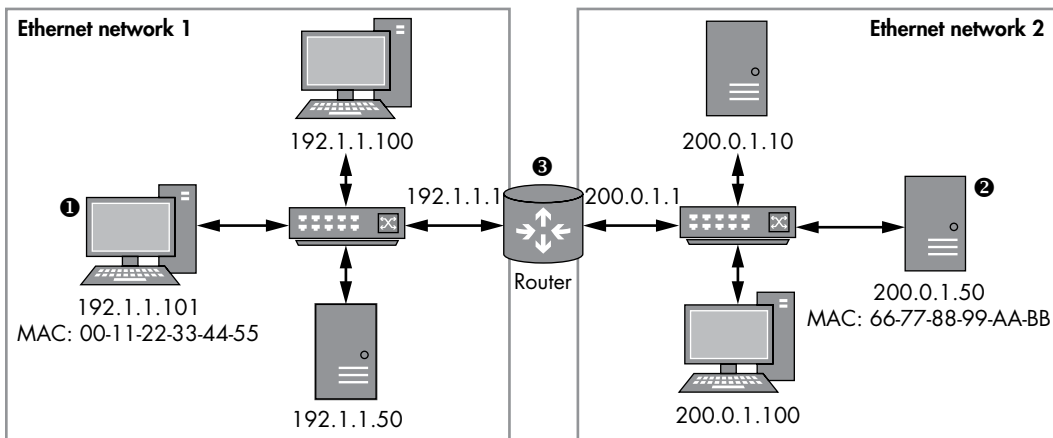 Ethernet network 1
192.1.1.100
❶
192.1.1.101
MAC: 00-11-22-33-44-55
192.1.1.50
192.1.1.1
❸
Router
200.0.1.1
Ethernet network 2
200.0.1.10
❷
200.0.1.50
MAC: 66-77-88-99-AA-BB
200.0.1.100